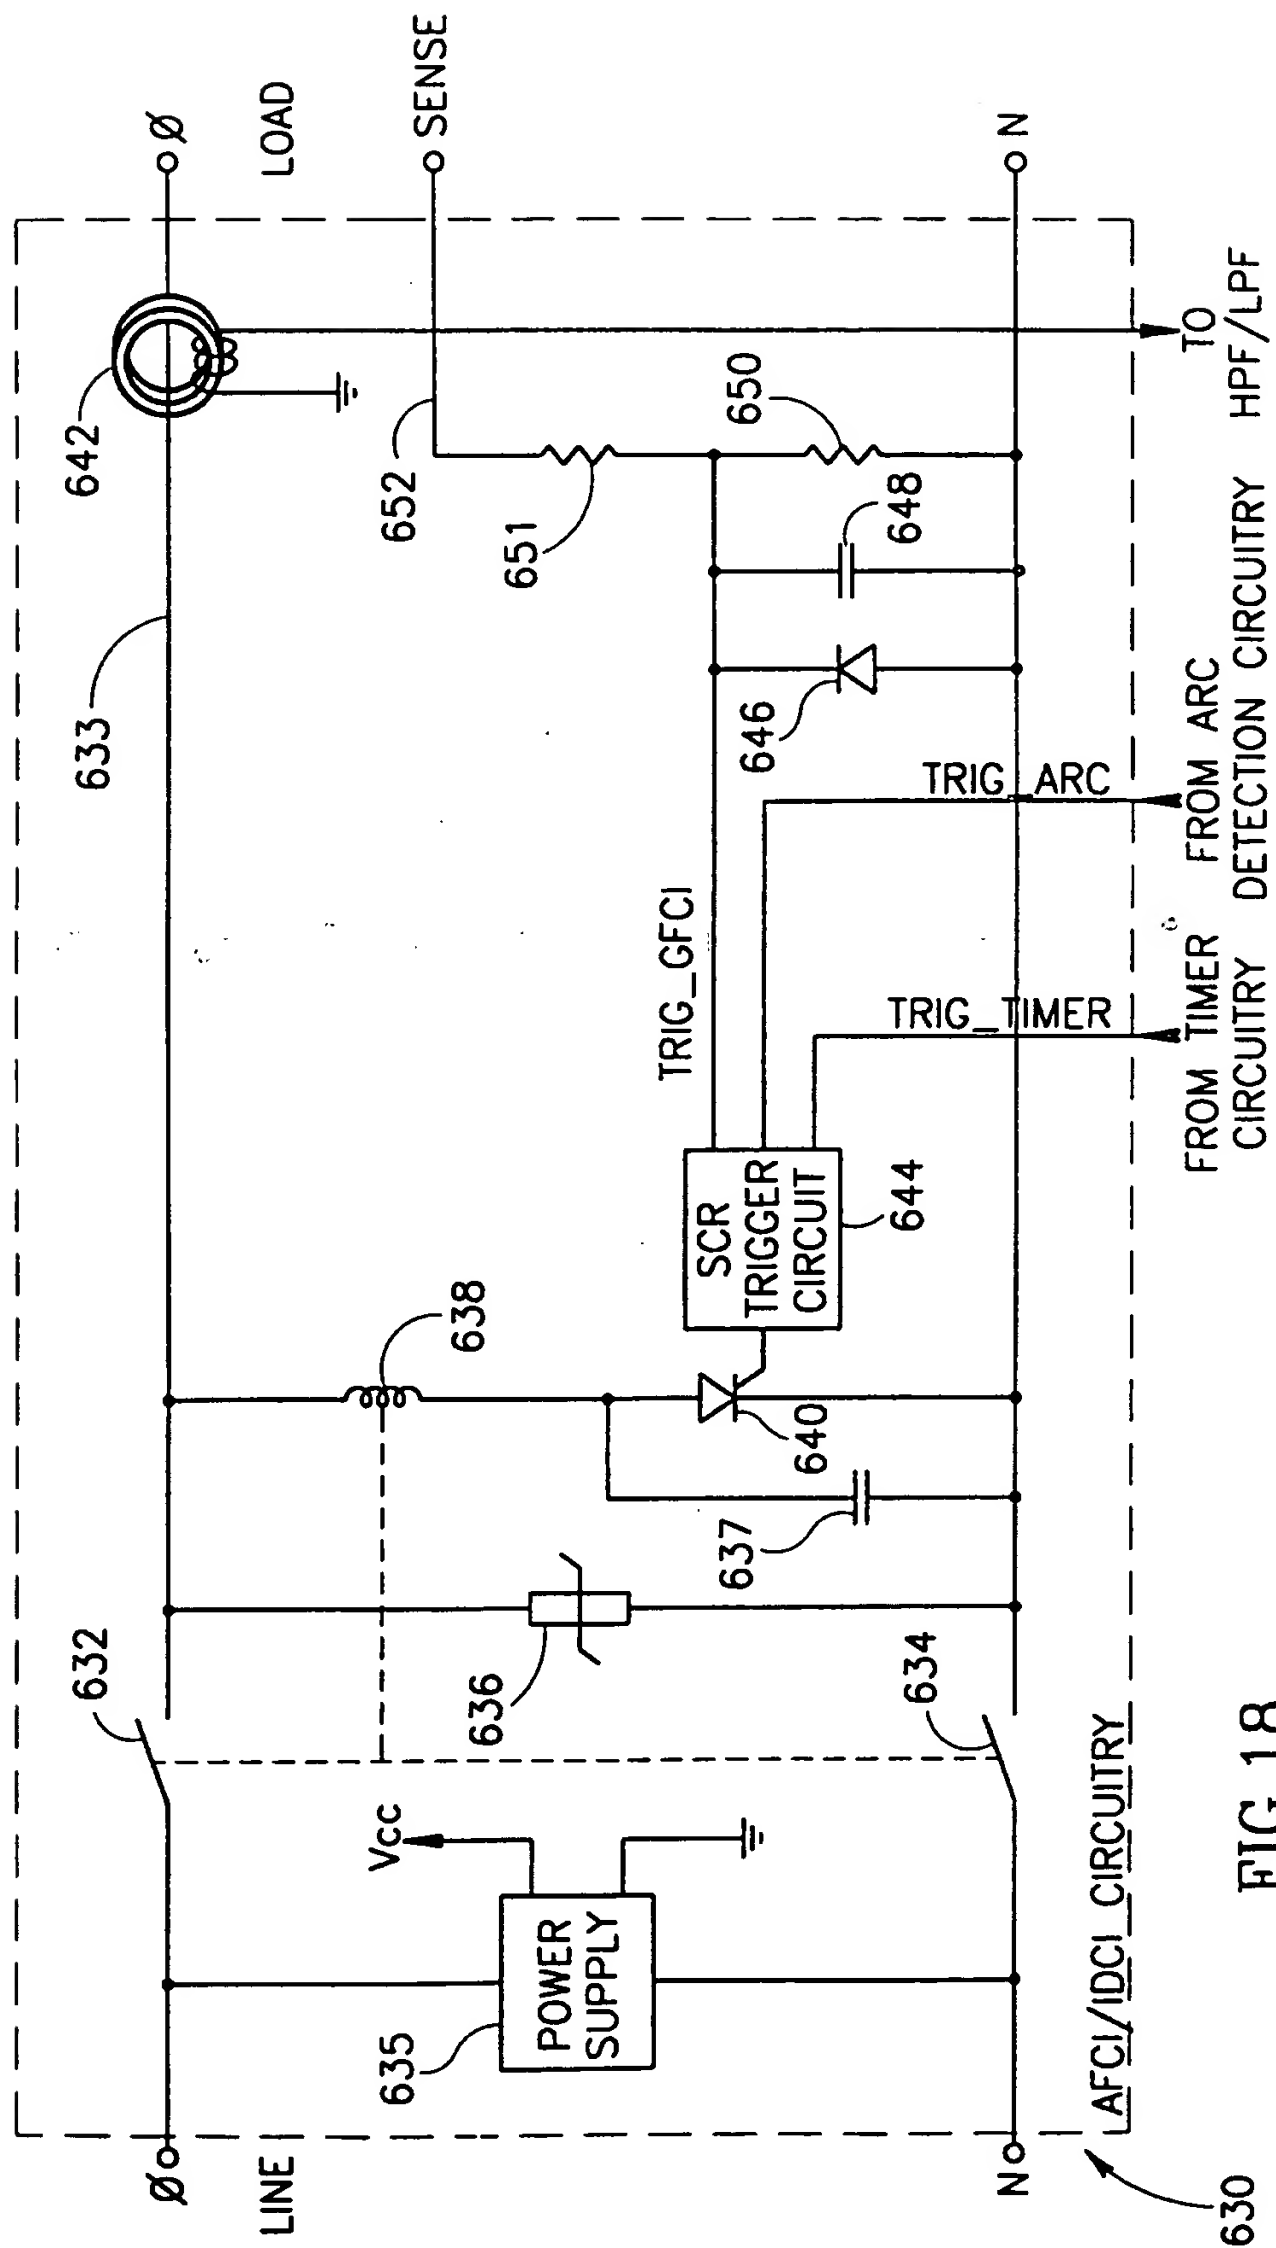 Ø
LINE
N
630
635
POWER
SUPPLY
Vcc
632
634
636
637
638
640
SCR
TRIGGER
CIRCUIT
644
TRIG_GFCI
TRIG_ARC
TRIG_TIMER
633
646
648
650
651
652
642
Ø
LOAD
SENSE
N
AFCI/IDCI CIRCUITRY
FROM TIMER
CIRCUITRY
FROM ARC
DETECTION CIRCUITRY
TO
HPF/LPF
FIG.18